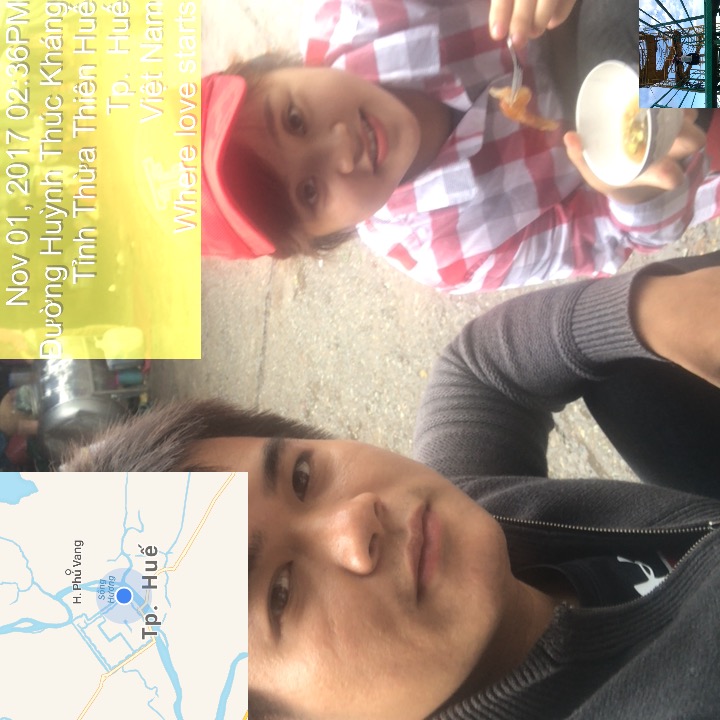 H. Phú Vang
Sông
Hương
Tp. Huế
Nov 01, 2017 02:36PM
Đường Huỳnh Thúc Kháng
Tỉnh Thừa Thiên Huế
Tp. Huế
Việt Nam
Where love starts